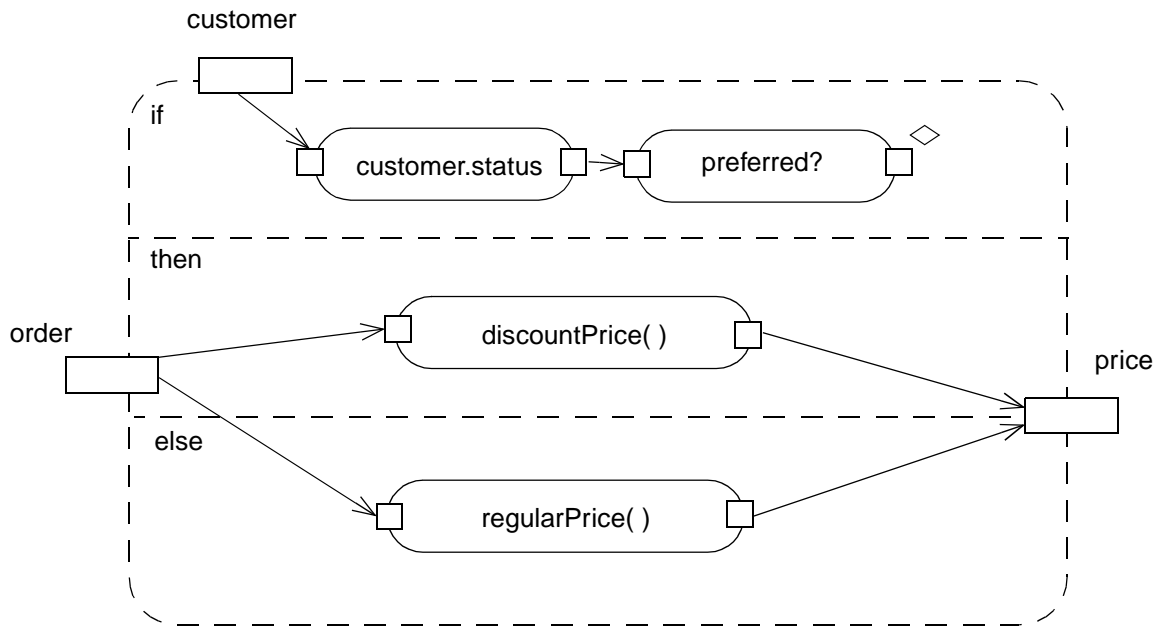 customer
if
customer.status
preferred?
then
order
discountPrice( )
price
else
regularPrice( )